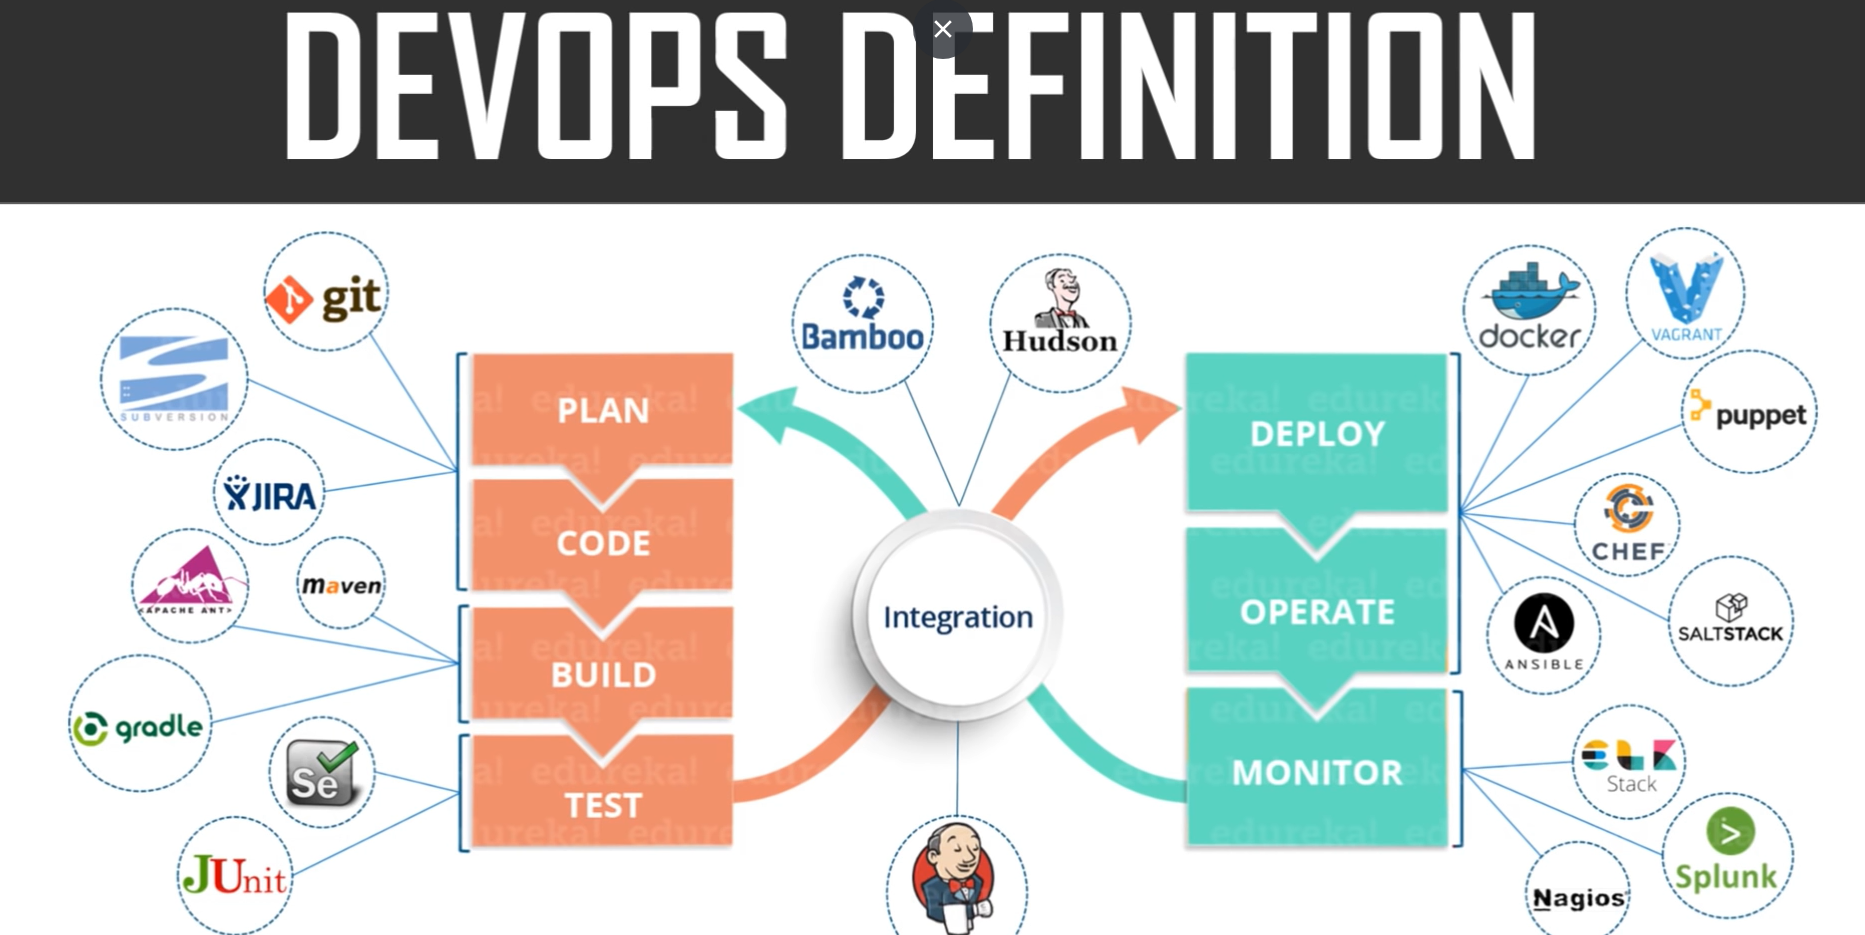 DEVOPS DEFINITION
git
SUBVERSION
JIRA
<APACHE ANT>
maven
gradle
Se
JUnit
PLAN
CODE
BUILD
TEST
Bamboo
Hudson
Integration
DEPLOY
OPERATE
MONITOR
docker
VAGRANT
puppet
CHEF
SALTSTACK
ANSIBLE
ELK
Stack
Splunk
Nagios
edureka!